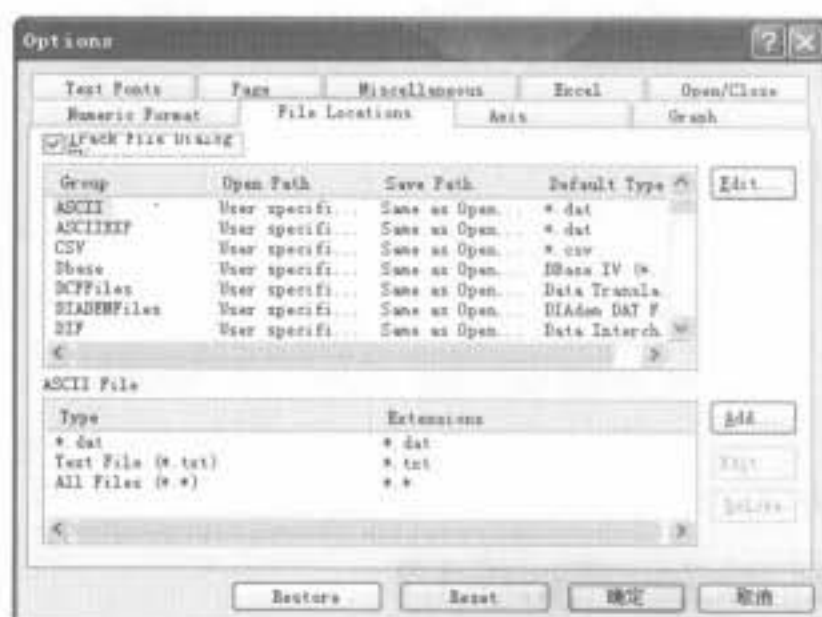 Options
Text Fonts Page Miscellaneous Excel Open/Close
Numeric Format File Locations Axis Graph
Track File Dialog
Group Open Path Save Path Default Type Edit...
ASCII User specifi... Same as Open... *.dat
ASCIIEXP User specifi... Same as Open... *.dat
CSV User specifi... Same as Open... *.csv
Dbase User specifi... Same as Open... DBase IV (*.
DCFFiles User specifi... Same as Open... Data Transla.
DIADEMFiles User specifi... Same as Open... DIAdem DAT F
DIF User specifi... Same as Open... Data Interch.
ASCII File
Type Extensions Add...
*.dat *.dat
Text File (*.txt) *.txt Edit
All Files (*.*) *.*
Delete
Restore Reset 确定 取消